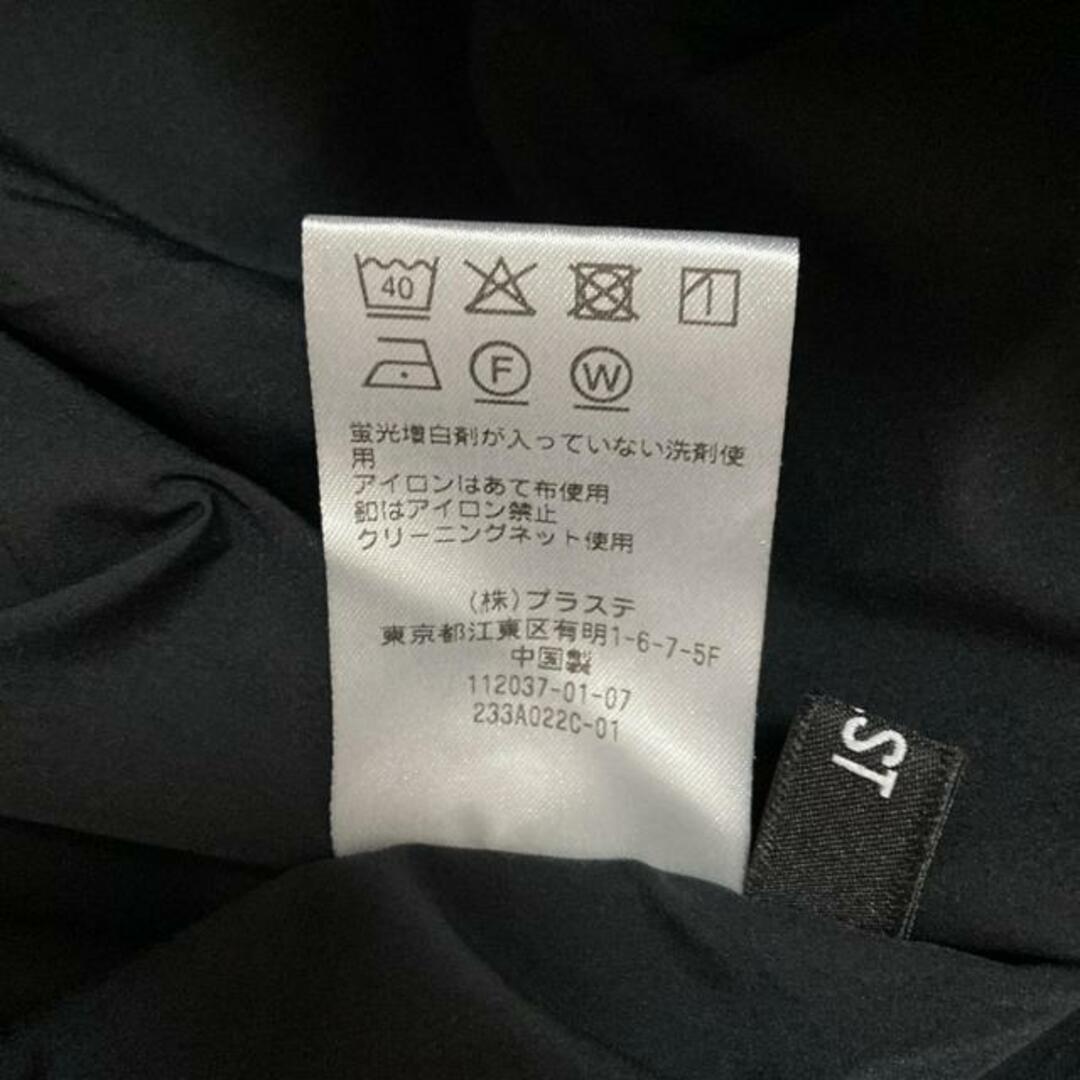 40
F W
蛍光増白剤が入っていない洗剤使
用
アイロンはあて布使用
釦はアイロン禁止
クリーニングネット使用
(株)プラステ
東京都江東区有明1-6-7-5F
中国製
112037-01-07
233A022C-01
ST